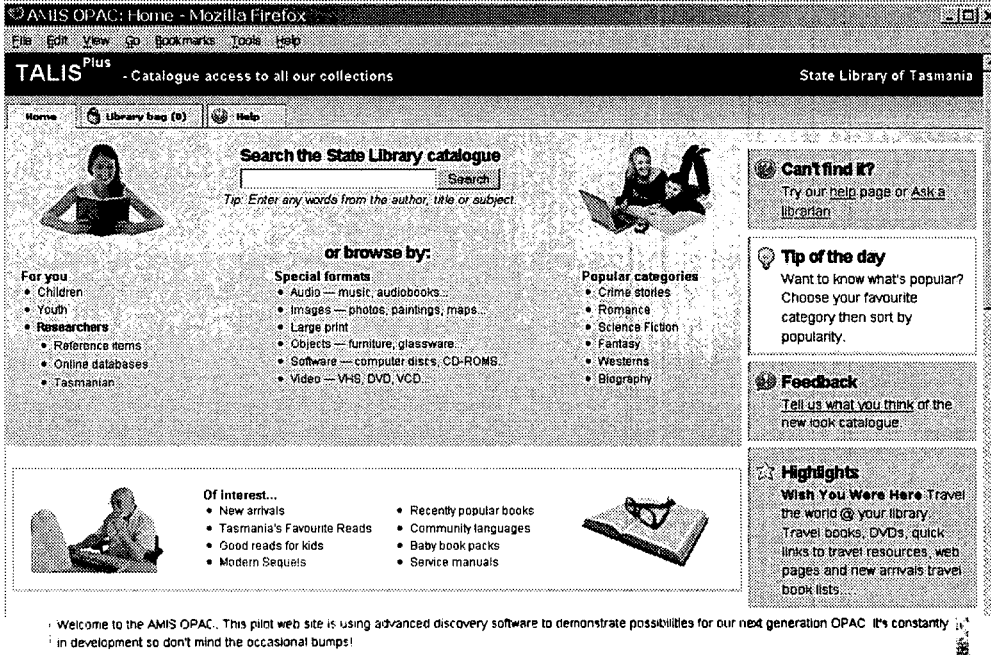 AMIS OPAC: Home - Mozilla Firefox
File Edit View Go Bookmarks Tools Help
TALIS Plus - Catalogue access to all our collections
State Library of Tasmania
Home
Library bag (0)
Help
Search the State Library catalogue
Search
Tip: Enter any words from the author, title or subject.
or browse by:
For you
• Children
• Youth
• Researchers
• Reference items
• Online databases
• Tasmanian
Special formats
• Audio — music, audiobooks...
• Images — photos, paintings, maps...
• Large print
• Objects — furniture, glassware...
• Software — computer discs, CD-ROMS...
• Video — VHS, DVD, VCD...
Popular categories
• Crime stories
• Romance
• Science Fiction
• Fantasy
• Westerns
• Biography
Can't find it?
Try our help page or Ask a
librarian
Tip of the day
Want to know what's popular?
Choose your favourite
category then sort by
popularity.
Feedback
Tell us what you think of the
new look catalogue
Highlights
Wish You Were Here Travel
the world @ your library.
Travel books, DVDs, quick
links to travel resources, web
pages and new arrivals travel
book lists....
Of interest...
• New arrivals
• Tasmania's Favourite Reads
• Good reads for kids
• Modern Sequels
• Recently popular books
• Community languages
• Baby book packs
• Service manuals
Welcome to the AMIS OPAC. This pilot web site is using advanced discovery software to demonstrate possibilities for our next generation OPAC. It's constantly
in development so don't mind the occasional bumps!